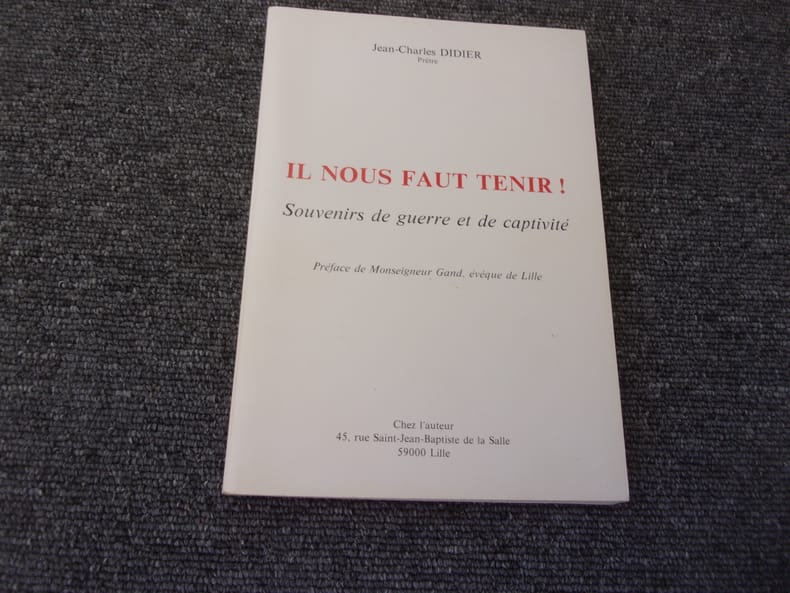 Jean-Charles DIDIER
Prêtre
IL NOUS FAUT TENIR !
Souvenirs de guerre et de captivité
Préface de Monseigneur Gand, évêque de Lille
Chez l'auteur
45, rue Saint-Jean-Baptiste de la Salle
59000 Lille